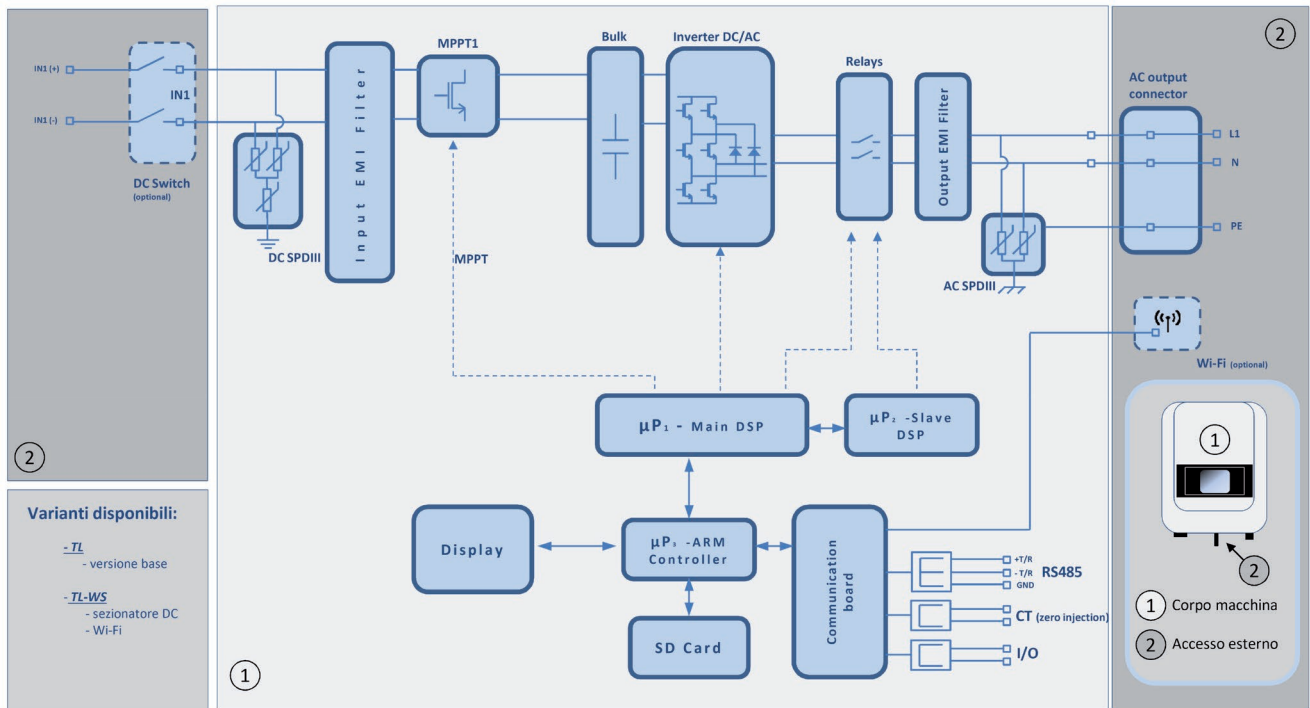 2
IN1 (+)
IN1 (-)
IN1
DC Switch
(optional)
DC SPDIII
Input EMI Filter
MPPT1
MPPT
Bulk
Inverter DC/AC
Relays
Output EMI Filter
AC SPDIII
2
AC output
connector
L1
N
PE
Wi-Fi (optional)
µP₁ - Main DSP
µP₂ -Slave
DSP
Display
µP₃ -ARM
Controller
SD Card
Communication
board
+T/R
- T/R
GND
RS485
CT (zero injection)
I/O
1
Varianti disponibili:
- TL
- versione base
- TL-WS
- sezionatore DC
- Wi-Fi
1
2
1 Corpo macchina
2 Accesso esterno